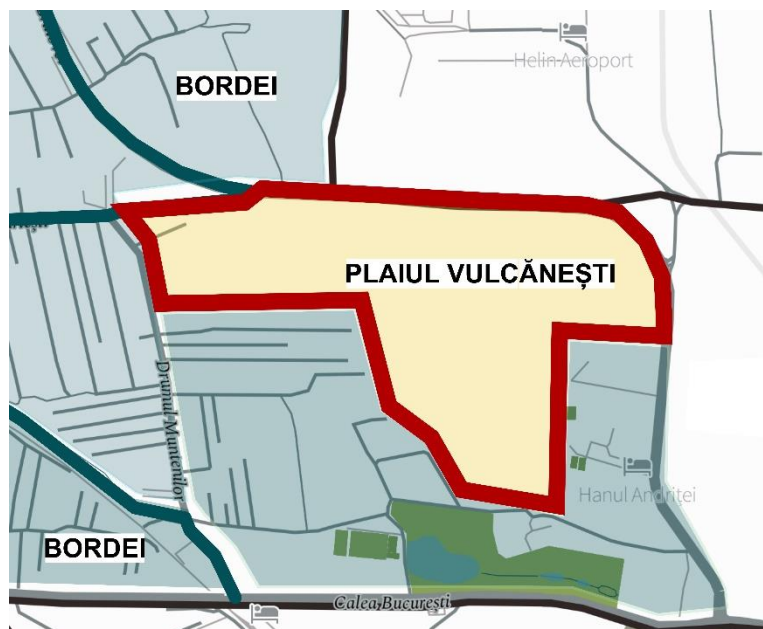 BORDEI
Helin Aeroport
PLAIUL VULCĂNEȘTI
Drumul Muntenilor
Hanul Andriței
BORDEI
Calea București